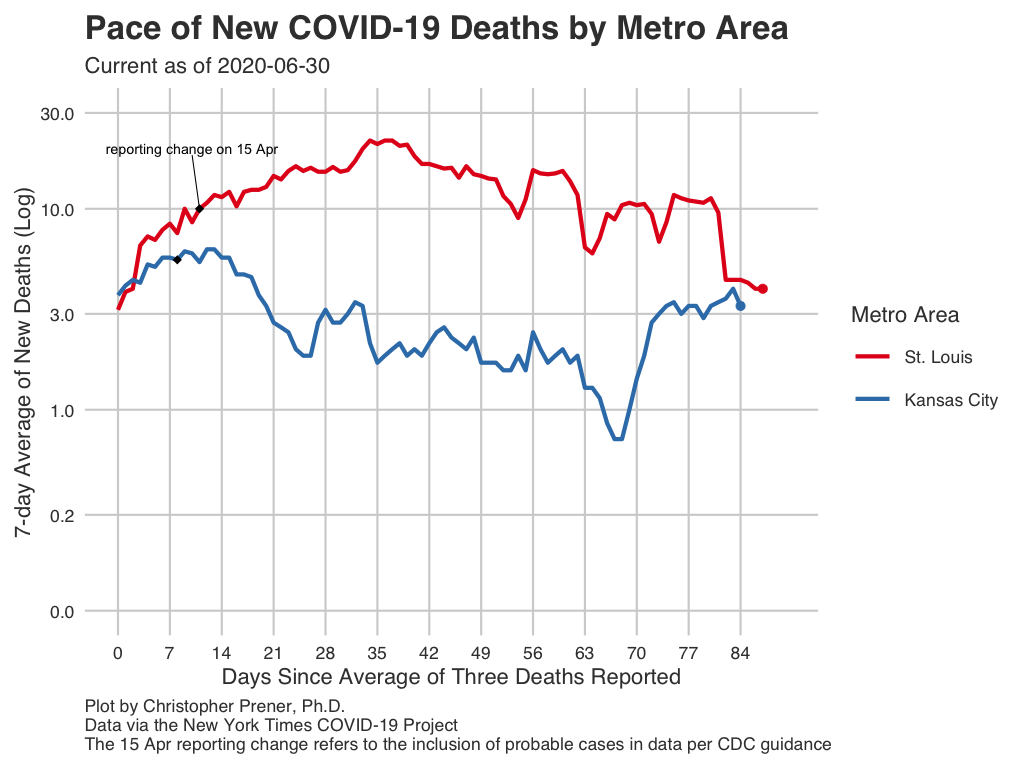 Pace of New COVID-19 Deaths by Metro Area
Current as of 2020-06-30
7-day Average of New Deaths (Log)
30.0
10.0
3.0
1.0
0.2
0.0
reporting change on 15 Apr
0 7 14 21 28 35 42 49 56 63 70 77 84
Days Since Average of Three Deaths Reported
Metro Area
St. Louis
Kansas City
Plot by Christopher Prener, Ph.D.
Data via the New York Times COVID-19 Project
The 15 Apr reporting change refers to the inclusion of probable cases in data per CDC guidance